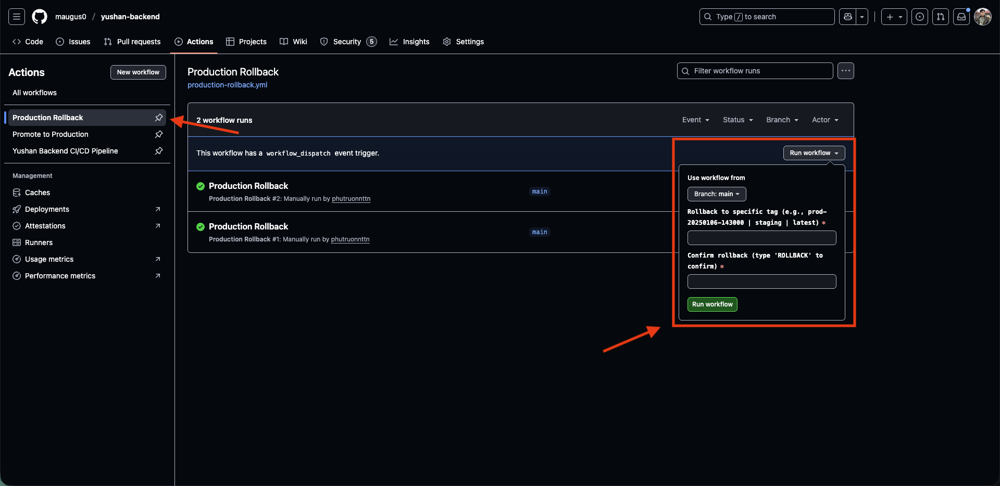 maugus0 / yushan-backend
Type / to search
Code
Issues
Pull requests
Actions
Projects
Wiki
Security 5
Insights
Settings
Actions
New workflow
All workflows
Production Rollback
Promote to Production
Yushan Backend CI/CD Pipeline
Management
Caches
Deployments
Attestations
Runners
Usage metrics
Performance metrics
Production Rollback
production-rollback.yml
Filter workflow runs
2 workflow runs
Event
Status
Branch
Actor
This workflow has a workflow_dispatch event trigger.
Run workflow
Production Rollback
Production Rollback #2: Manually run by phutruonnttn
main
Production Rollback
Production Rollback #1: Manually run by phutruonnttn
main
Use workflow from
Branch: main
Rollback to specific tag (e.g., prod-
20250106-143000 | staging | latest) *
Confirm rollback (type 'ROLLBACK' to
confirm) *
Run workflow